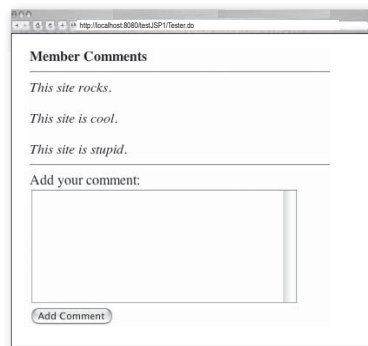 http://localhost:8080/testJSP1/Tester.do
Member Comments
This site rocks.
This site is cool.
This site is stupid.
Add your comment:
Add Comment